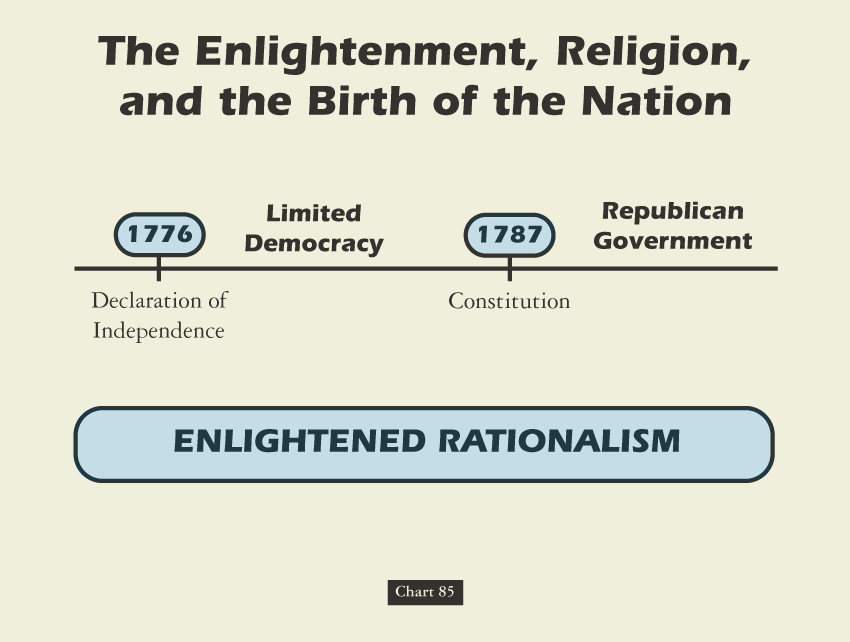 The Enlightenment, Religion,
and the Birth of the Nation
1776
Limited
Democracy
1787
Republican
Government
Declaration of
Independence
Constitution
ENLIGHTENED RATIONALISM
Chart 85